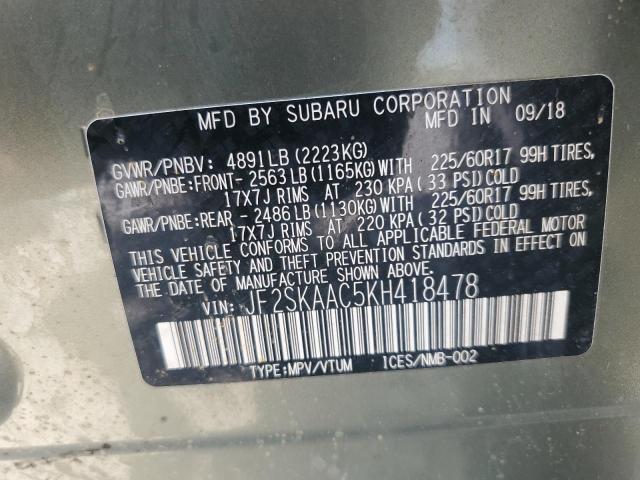 MFD BY SUBARU CORPORATION
MFD IN 09/18
GVWR/PNBV: 4891LB (2223KG)
GAWR/PNBE:FRONT- 2563LB (1165KG)WITH 225/60R17 99H TIRES,
17X7J RIMS AT 230 KPA (33 PSI)COLD
GAWR/PNBE:REAR - 2486LB (1130KG)WITH 225/60R17 99H TIRES,
17X7J RIMS AT 220 KPA (32 PSI)COLD
THIS VEHICLE CONFORMS TO ALL APPLICABLE FEDERAL MOTOR
VEHICLE SAFETY AND THEFT PREVENTION STANDARDS IN EFFECT ON
THE DATE OF MANUFACTURE SHOWN ABOVE.
VIN: JF2SKAAC5KH418478
TYPE:MPV/VTUM ICES/NMB-002